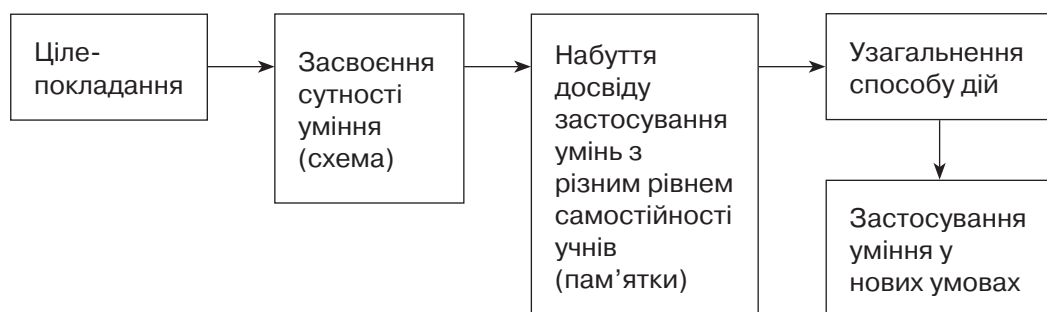 Ціле-
покладання
Засвоєння
сутності
уміння
(схема)
Набуття
досвіду
застосування
умінь з
різним рівнем
самостійності
учнів
(пам’ятки)
Узагальнення
способу дій
Застосування
уміння у
нових умовах